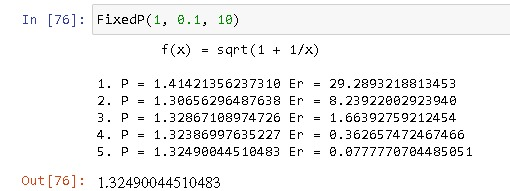 In [76]: FixedP(1, 0.1, 10)
f(x) = sqrt(1 + 1/x)
1. P = 1.41421356237310 Er = 29.2893218813453
2. P = 1.30656296487638 Er = 8.23922002923940
3. P = 1.32867108974726 Er = 1.66392759212454
4. P = 1.32386997635227 Er = 0.362657472467466
5. P = 1.32490044510483 Er = 0.0777770704485051
Out[76]: 1.32490044510483